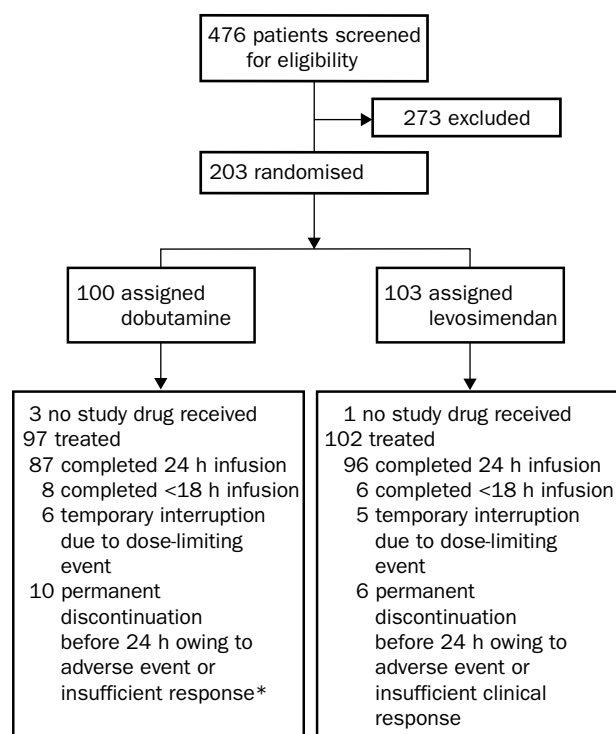 476 patients screened
for eligibility
273 excluded
203 randomised
100 assigned
dobutamine
103 assigned
levosimendan
3 no study drug received
97 treated
87 completed 24 h infusion
8 completed <18 h infusion
6 temporary interruption
due to dose-limiting
event
10 permanent
discontinuation
before 24 h owing to
adverse event or
insufficient response*
1 no study drug received
102 treated
96 completed 24 h infusion
6 completed <18 h infusion
5 temporary interruption
due to dose-limiting
event
6 permanent
discontinuation
before 24 h owing to
adverse event or
insufficient clinical
response